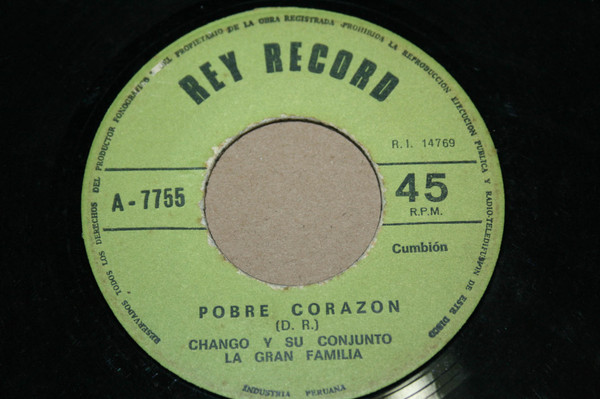 RESERVADOS TODOS LOS DERECHOS DEL PRODUCTOR FONOGRAFICO Y DEL PROPIETARIO DE LA OBRA REGISTRADA-PROHIBIDA LA REPRODUCCION EJECUCION PUBLICA Y RADIO-TELEDIFUSION DE ESTE DISCO
REY RECORD
R. I. 14769
A-7755
45
R.P.M.
Cumbión
POBRE CORAZON
(D. R.)
CHANGO Y SU CONJUNTO
LA GRAN FAMILIA
INDUSTRIA PERUANA